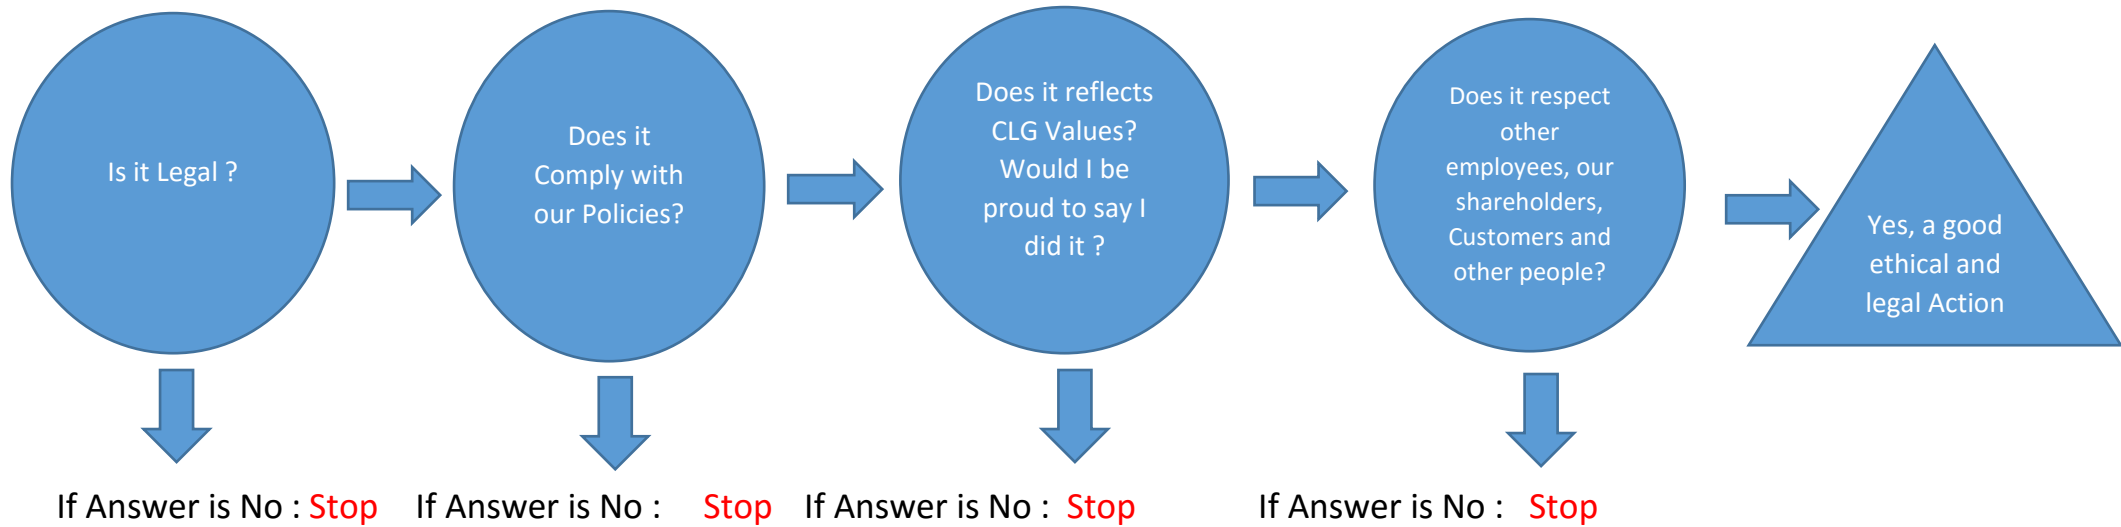 Is it Legal ?
Does it
Comply with
our Policies?
Does it reflects
CLG Values?
Would I be
proud to say I
did it ?
Does it respect
other
employees, our
shareholders,
Customers and
other people?
Yes, a good
ethical and
legal Action
If Answer is No : Stop
If Answer is No : Stop
If Answer is No : Stop
If Answer is No : Stop